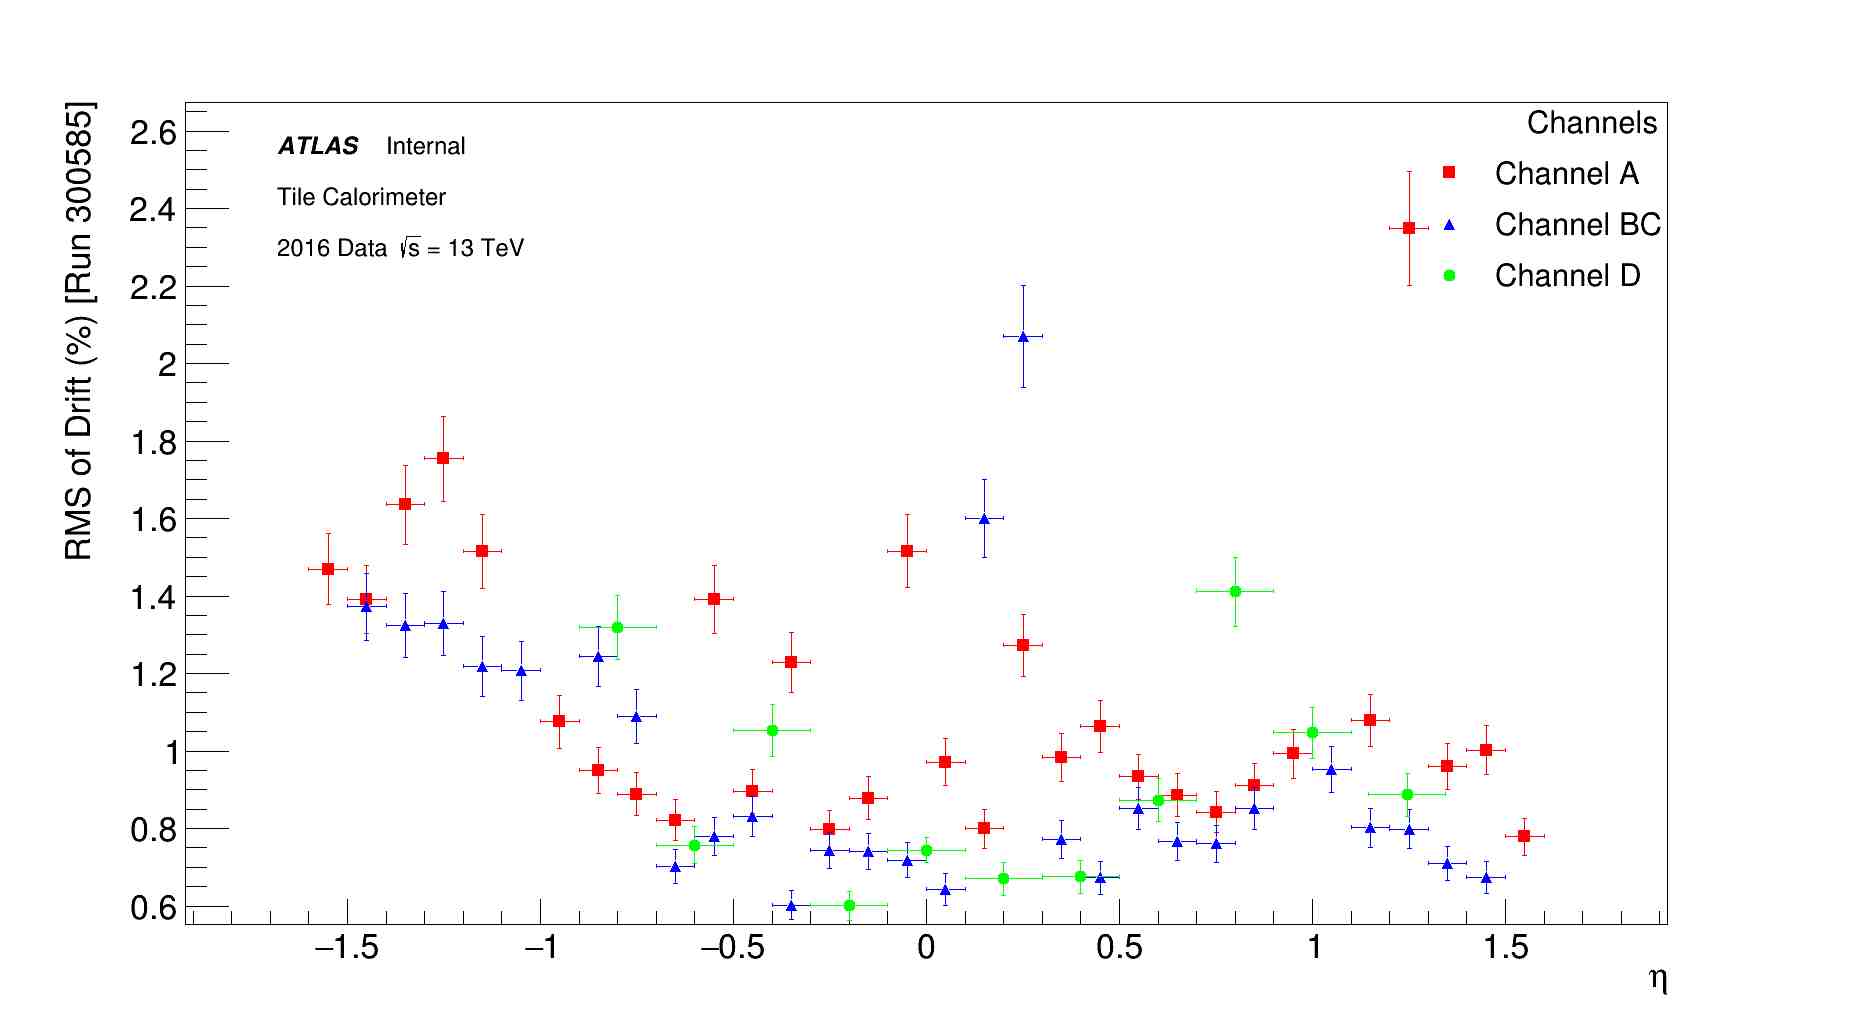 RMS of Drift (%) [Run 300585]
2.6
2.4
2.2
2
1.8
1.6
1.4
1.2
1
0.8
0.6
ATLAS Internal
Tile Calorimeter
2016 Data √s = 13 TeV
Channels
Channel A
Channel BC
Channel D
−1.5 −1 −0.5 0 0.5 1 1.5
η